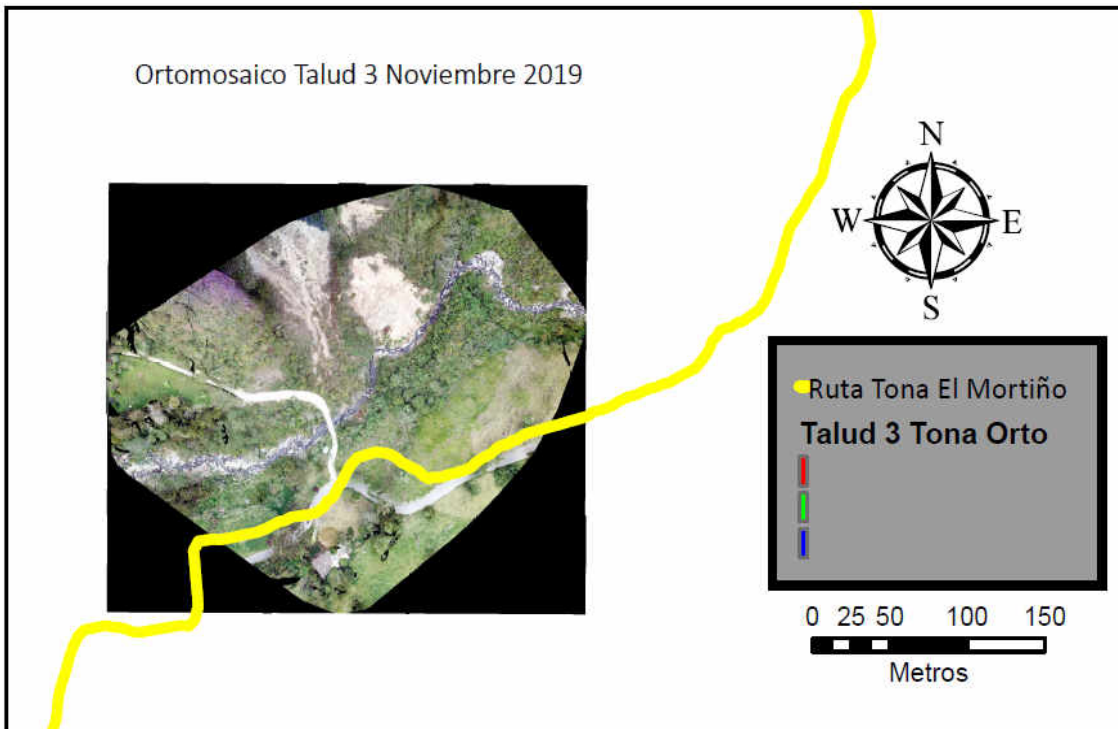 Ortomosaico Talud 3 Noviembre 2019
N
W E
S
Ruta Tona El Mortiño
Talud 3 Tona Orto
0 25 50 100 150
Metros